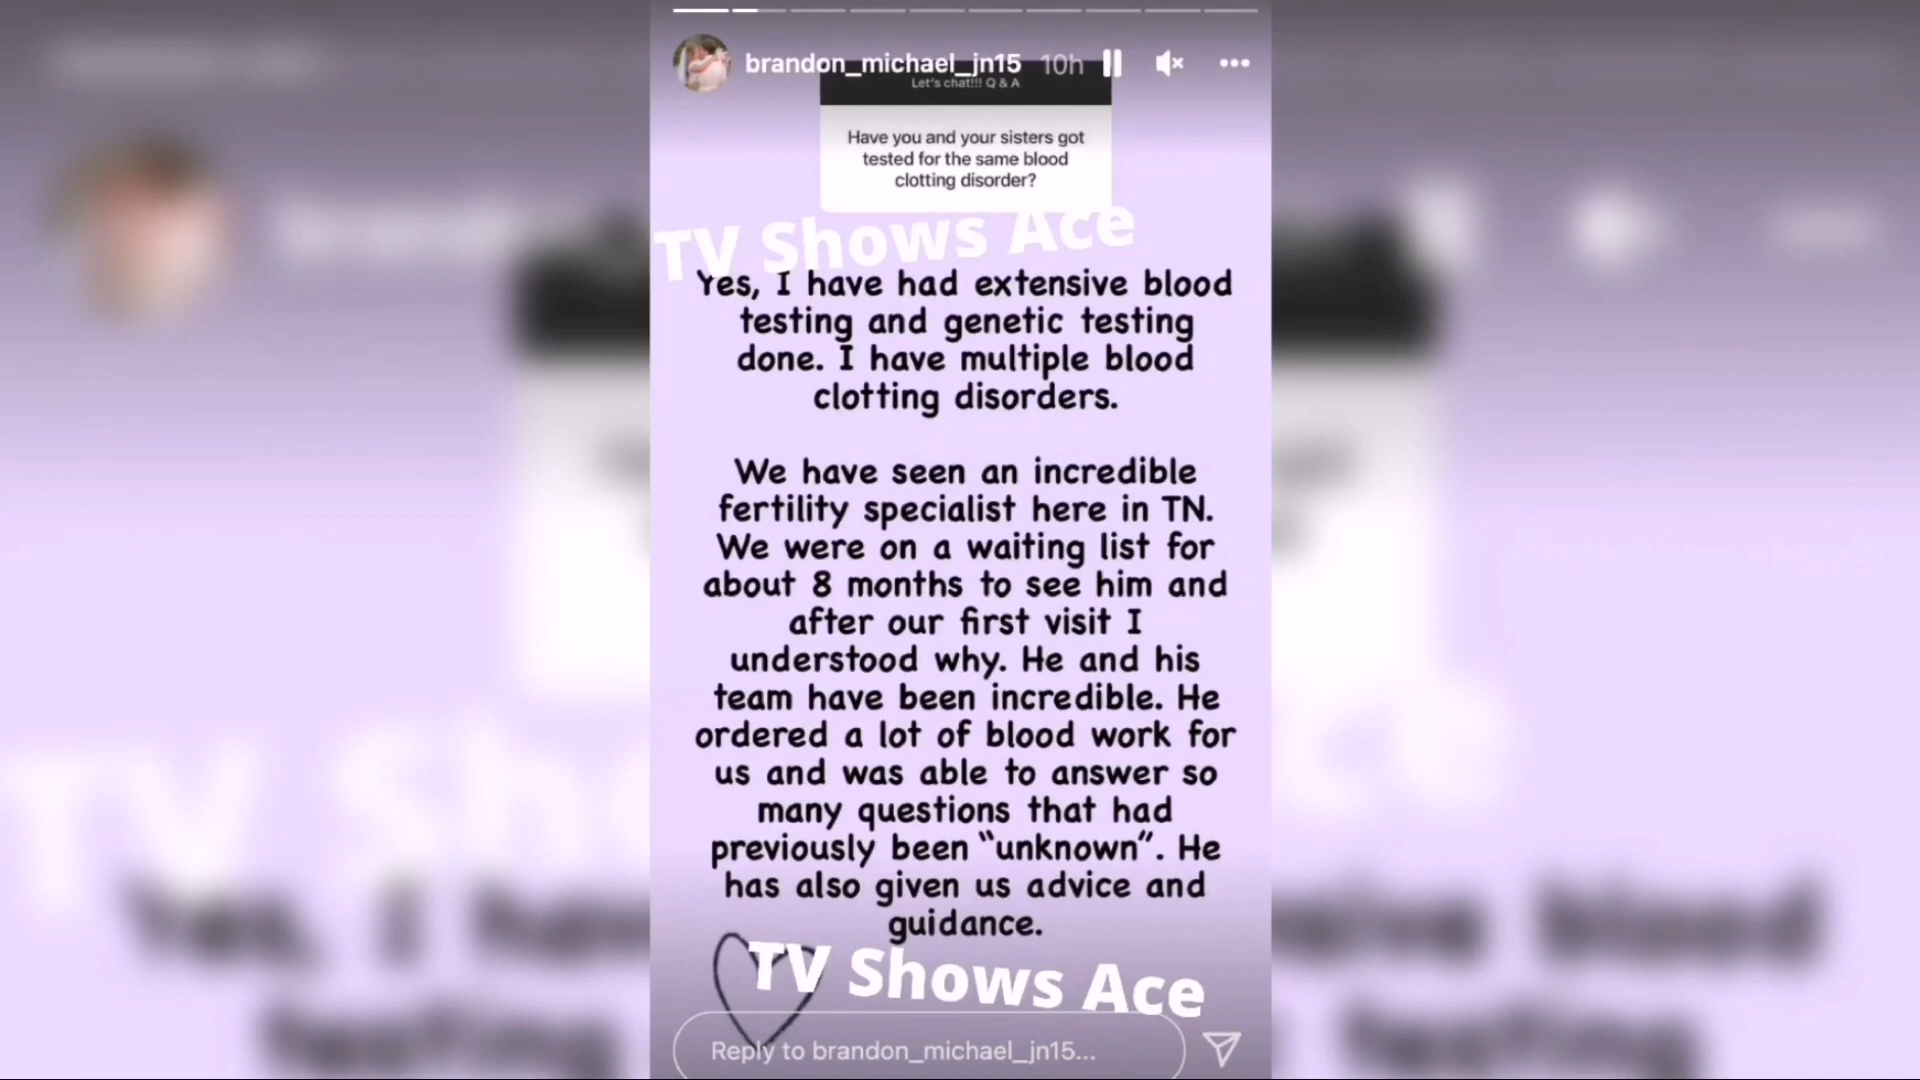 brandon_michael_jn15 10h
Let's chat!!! Q & A
Have you and your sisters got
tested for the same blood
clotting disorder?
TV Shows Ace
Yes, I have had extensive blood
testing and genetic testing
done. I have multiple blood
clotting disorders.
We have seen an incredible
fertility specialist here in TN.
We were on a waiting list for
about 8 months to see him and
after our first visit I
understood why. He and his
team have been incredible. He
ordered a lot of blood work for
us and was able to answer so
many questions that had
previously been “unknown”. He
has also given us advice and
guidance.
TV Shows Ace
Reply to brandon_michael_jn15...